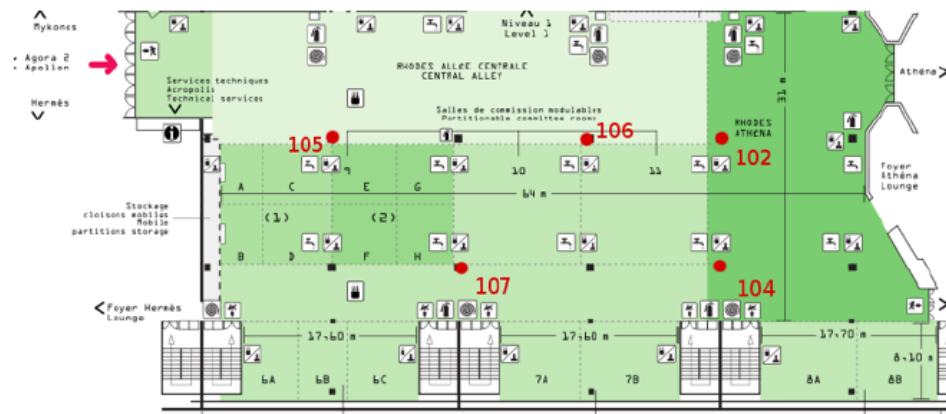 Mykonos
Agora 2
Apollon
Hermès
Niveau 1
Level 1
RHODES ALLÉE CENTRALE
CENTRAL ALLEY
Services techniques
Acropolis
Technical services
Salles de commission modulables
Partitionable committee rooms
31 m
RHODES
ATHENA
Athéna
Foyer
Athéna
Lounge
105
106
102
9
10
11
A
C
E
G
64 m
(1)
(2)
Stockage
cloisons mobiles
Mobile
partitions storage
B
D
F
H
107
104
Foyer Hermès
Lounge
17,60 m
17,60 m
17,70 m
8,10 m
6A
6B
6C
7A
7B
8A
8B